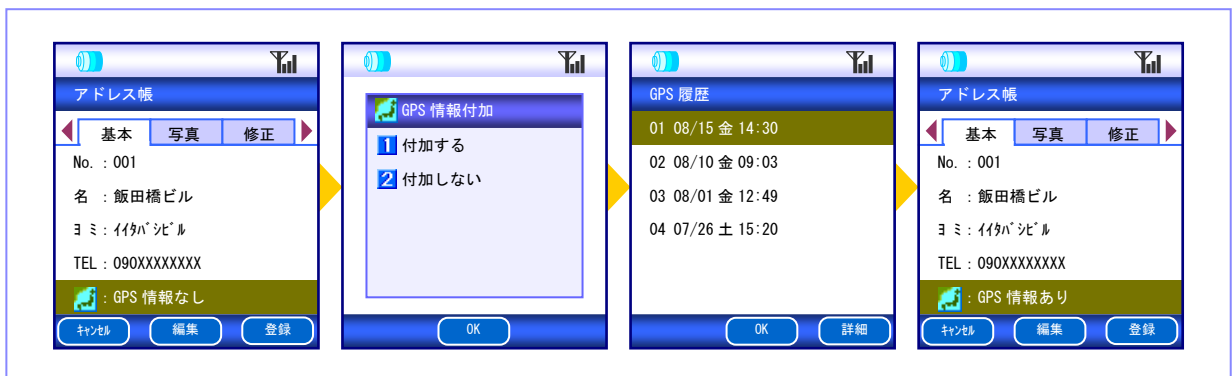 アドレス帳
基本 写真 修正
No. : 001
名 : 飯田橋ビル
ヨミ : イイダバシビル
TEL : 090XXXXXXXX
: GPS 情報なし
キャンセル 編集 登録
GPS 情報付加
1 付加する
2 付加しない
OK
GPS 履歴
01 08/15 金 14:30
02 08/10 金 09:03
03 08/01 金 12:49
04 07/26 土 15:20
OK 詳細
アドレス帳
基本 写真 修正
No. : 001
名 : 飯田橋ビル
ヨミ : イイタバシビル
TEL : 090XXXXXXXX
: GPS 情報あり
キャンセル 編集 登録